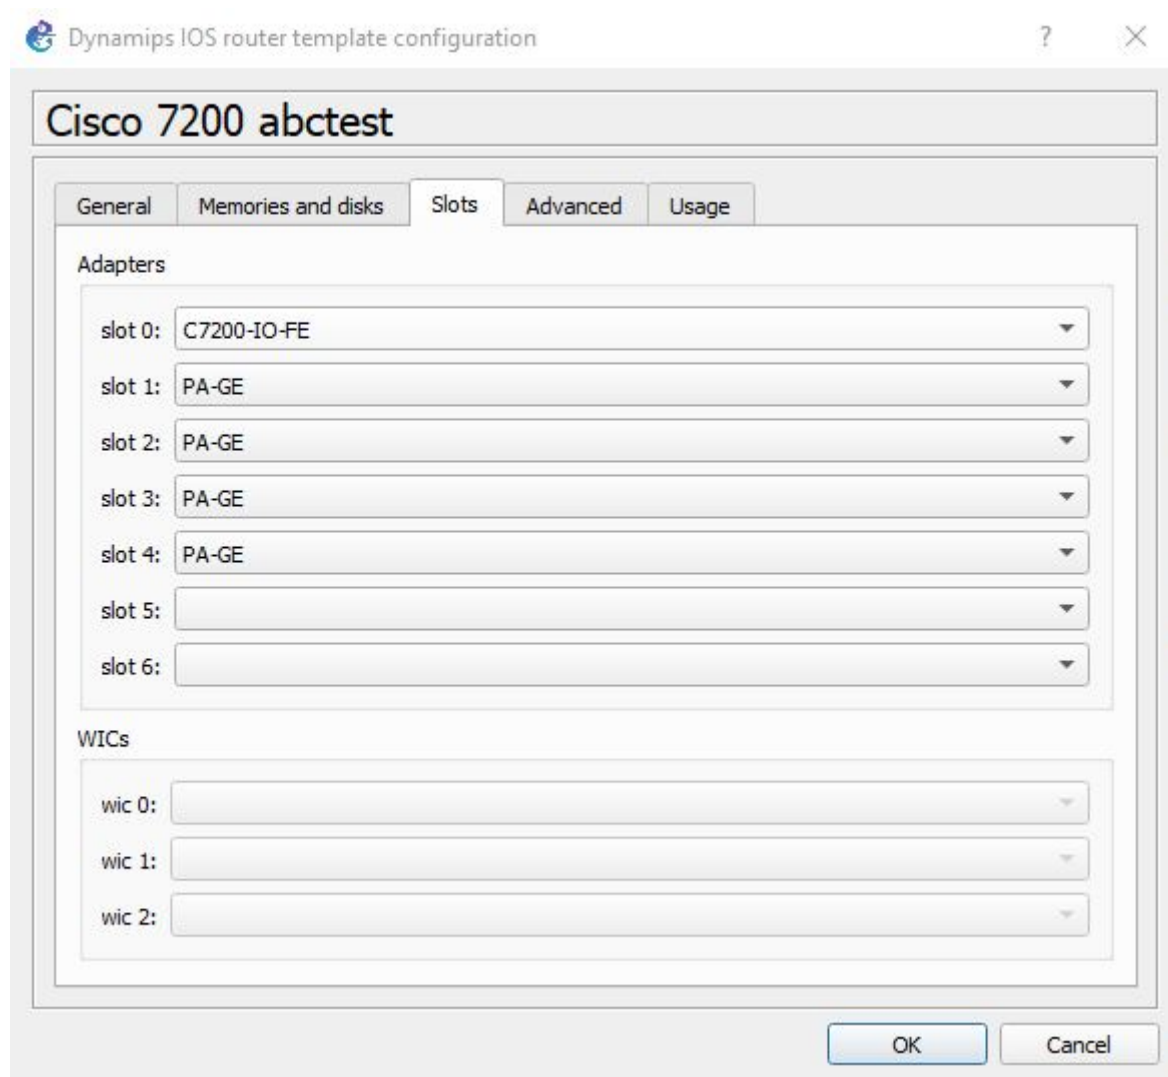 Dynamips IOS router template configuration ? ×
Cisco 7200 abctest
General Memories and disks Slots Advanced Usage
Adapters
slot 0: C7200-IO-FE
slot 1: PA-GE
slot 2: PA-GE
slot 3: PA-GE
slot 4: PA-GE
slot 5:
slot 6:
WICs
wic 0:
wic 1:
wic 2:
OK Cancel